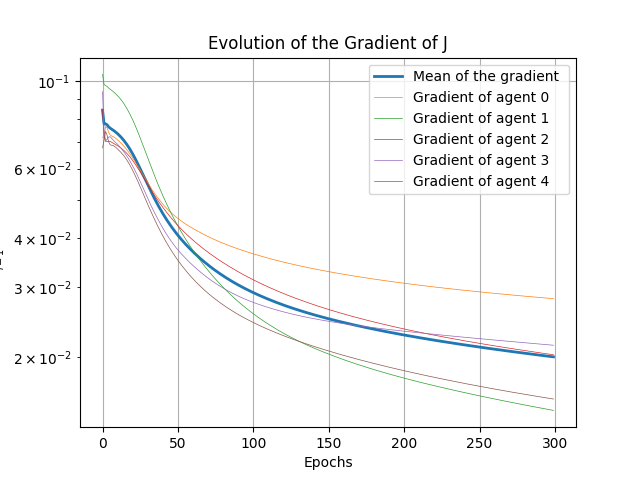 Evolution of the Gradient of J
10⁻¹
6 × 10⁻²
4 × 10⁻²
3 × 10⁻²
2 × 10⁻²
Mean of the gradient
Gradient of agent 0
Gradient of agent 1
Gradient of agent 2
Gradient of agent 3
Gradient of agent 4
0 50 100 150 200 250 300
Epochs